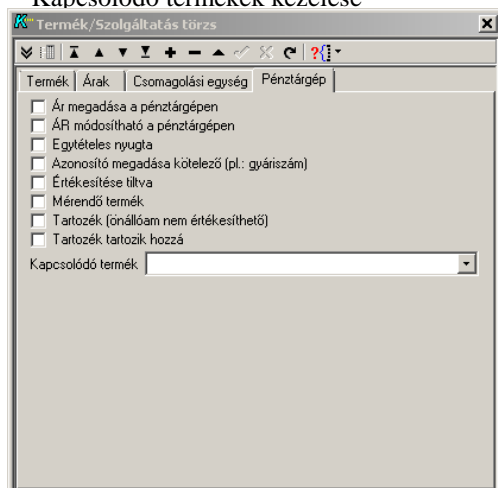 Kapcsolódó termékek kezelése
Termék/Szolgáltatás törzs
Termék Árak Csomagolási egység Pénztárgép
Ár megadása a pénztárgépen
ÁR módosítható a pénztárgépen
Egytételes nyugta
Azonosító megadása kötelező (pl.: gyáriszám)
Értékesítése tiltva
Mérendő termék
Tartozék (önállóam nem értékesíthető)
Tartozék tartozik hozzá
Kapcsolódó termék